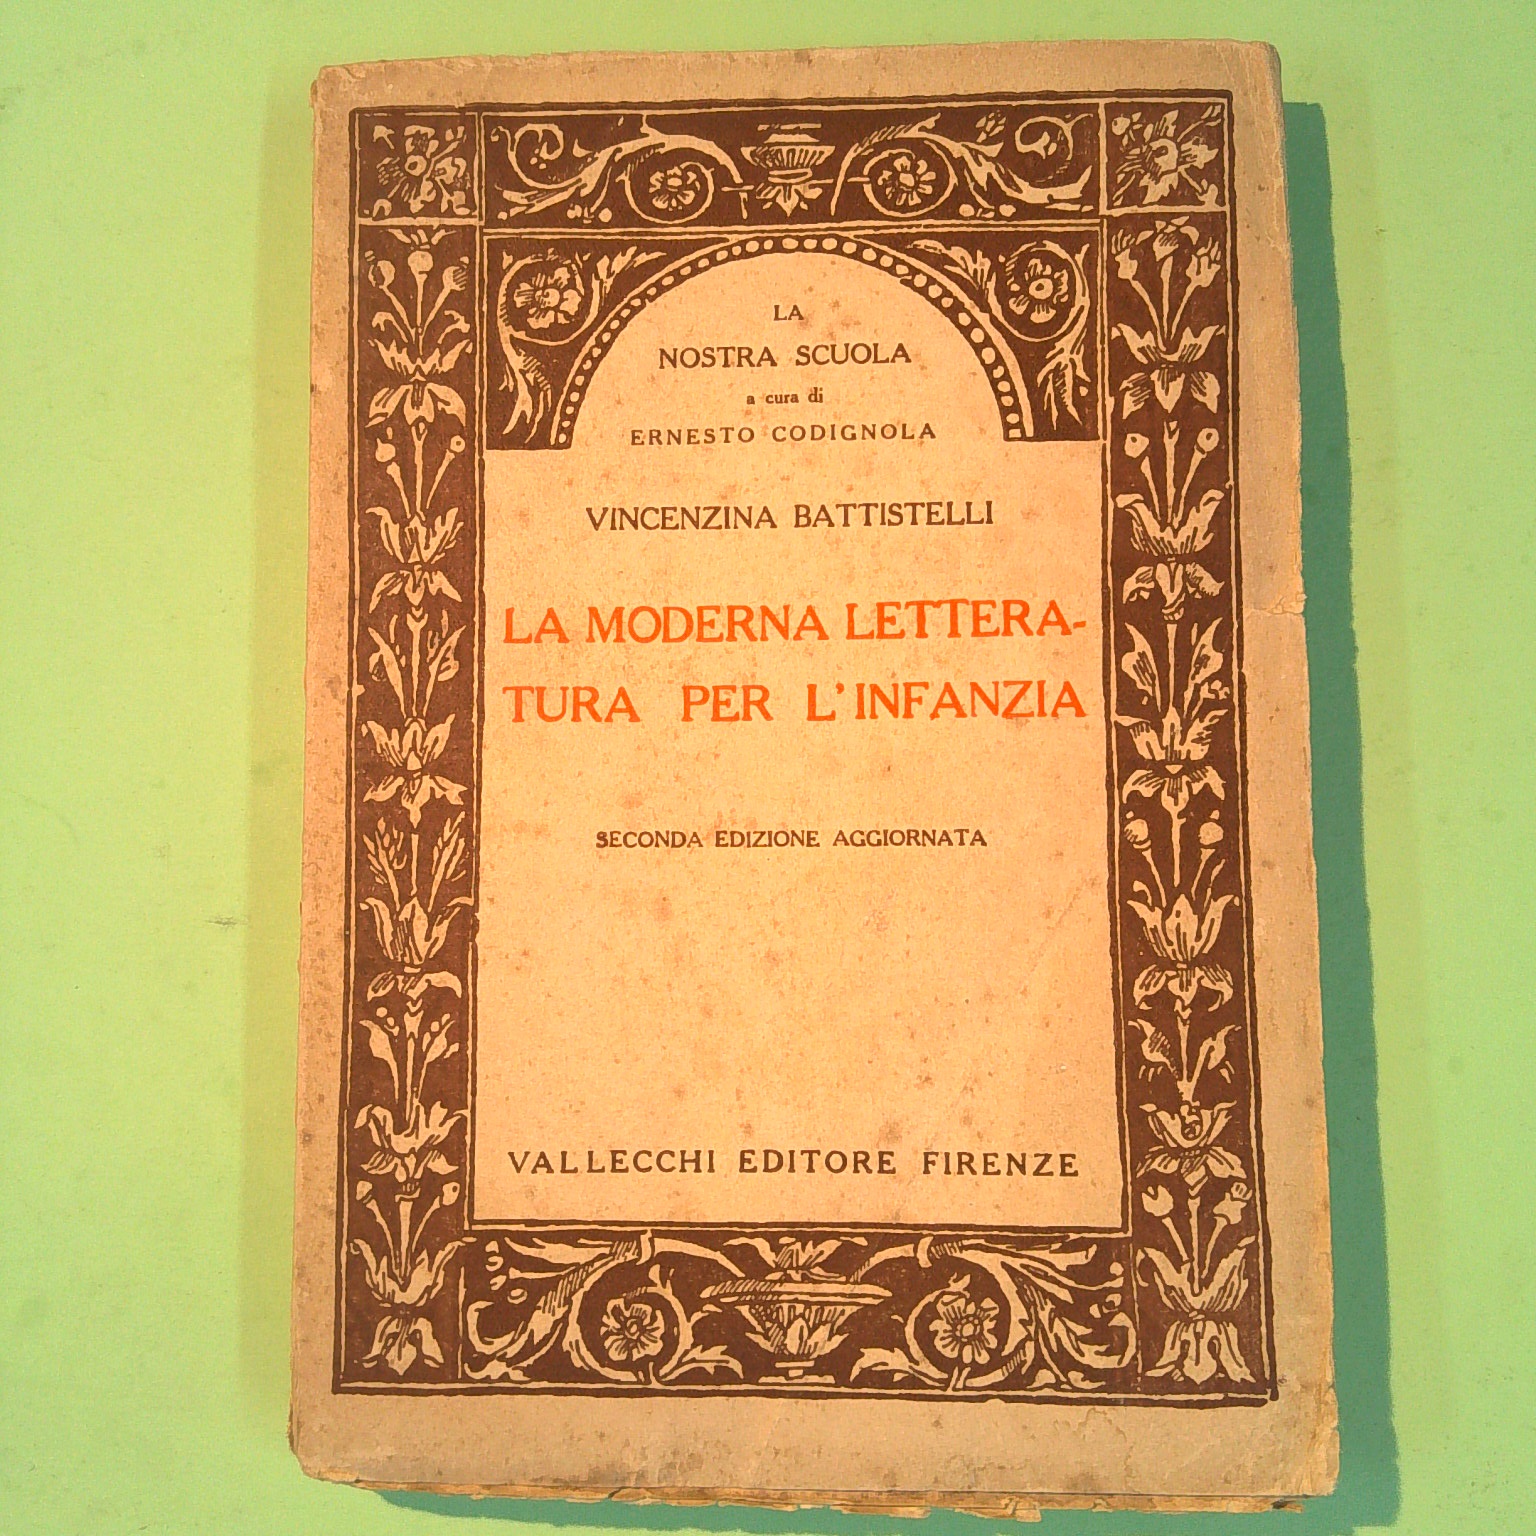 LA
NOSTRA SCUOLA
a cura di
ERNESTO CODIGNOLA
VINCENZINA BATTISTELLI
LA MODERNA LETTERA-
TURA PER L'INFANZIA
SECONDA EDIZIONE AGGIORNATA
VALLECCHI EDITORE FIRENZE